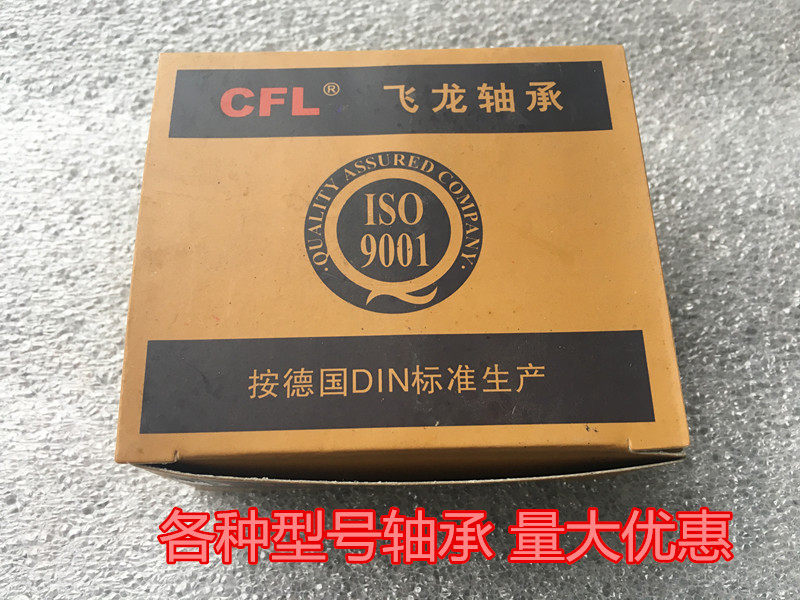 CFL® 飞龙轴承
·QUALITY ASSURED COMPANY·
ISO
9001
按德国DIN标准生产
各种型号轴承 量大优惠